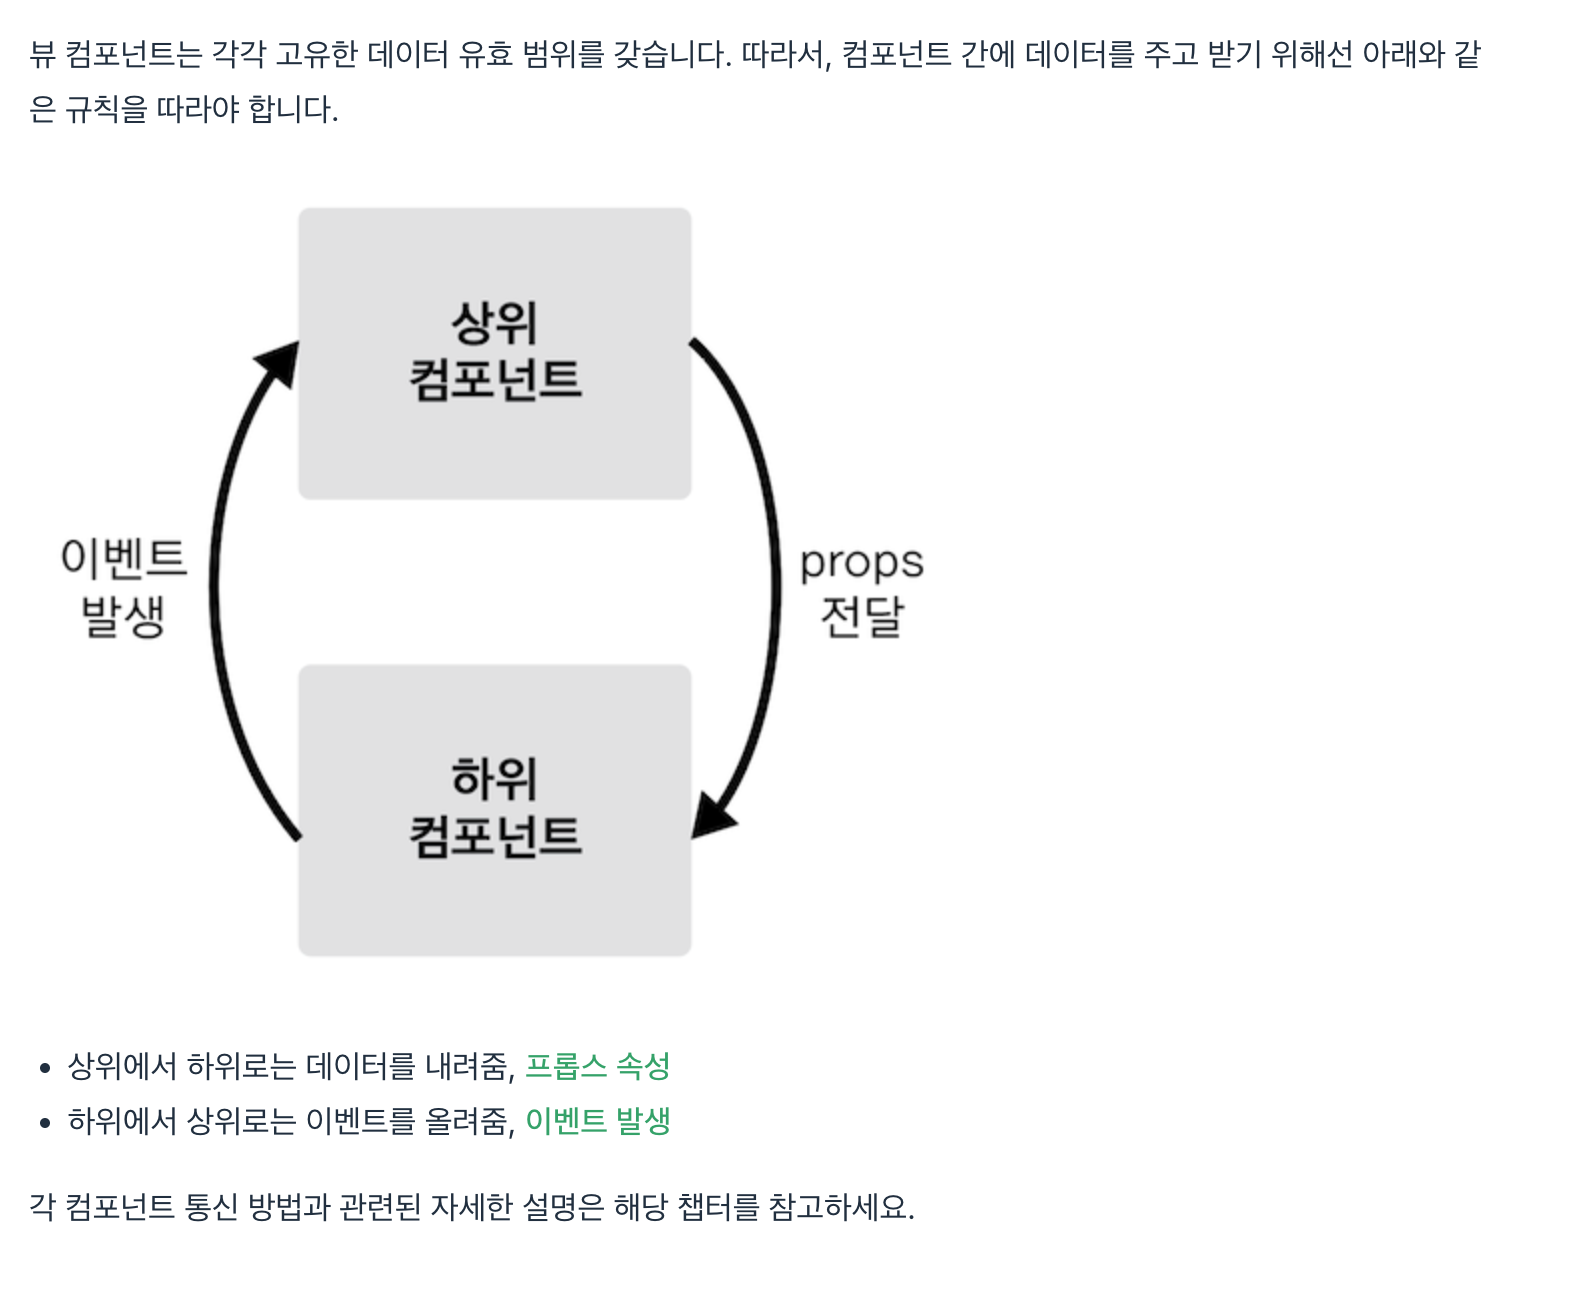 뷰 컴포넌트는 각각 고유한 데이터 유효 범위를 갖습니다. 따라서, 컴포넌트 간에 데이터를 주고 받기 위해선 아래와 같
은 규칙을 따라야 합니다.
상위
컴포넌트
이벤트
발생
props
전달
하위
컴포넌트
• 상위에서 하위로는 데이터를 내려줌, 프롭스 속성
• 하위에서 상위로는 이벤트를 올려줌, 이벤트 발생
각 컴포넌트 통신 방법과 관련된 자세한 설명은 해당 챕터를 참고하세요.